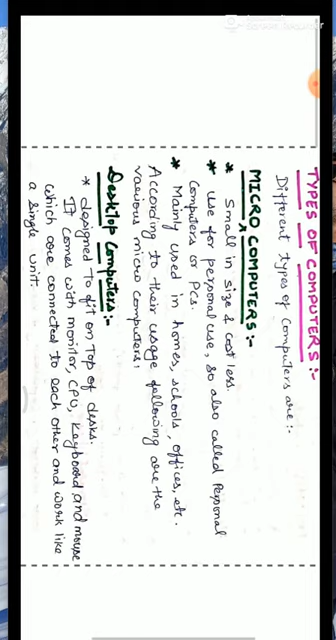 TYPES OF COMPUTERS:-
Different types of Computers are:-
MICRO COMPUTERS:-
* Small in size & cost less.
* Use for personal use, so also called Personal
Computers or PCs.
* Mainly used in homes, schools, offices, etc.
According to their usage following are the
various micro computers:
Desktop Computers:-
* designed to fit on Top of desks.
It comes with monitor, CPU, keyboard and mouse
which are connected to each other and work like
a single unit.